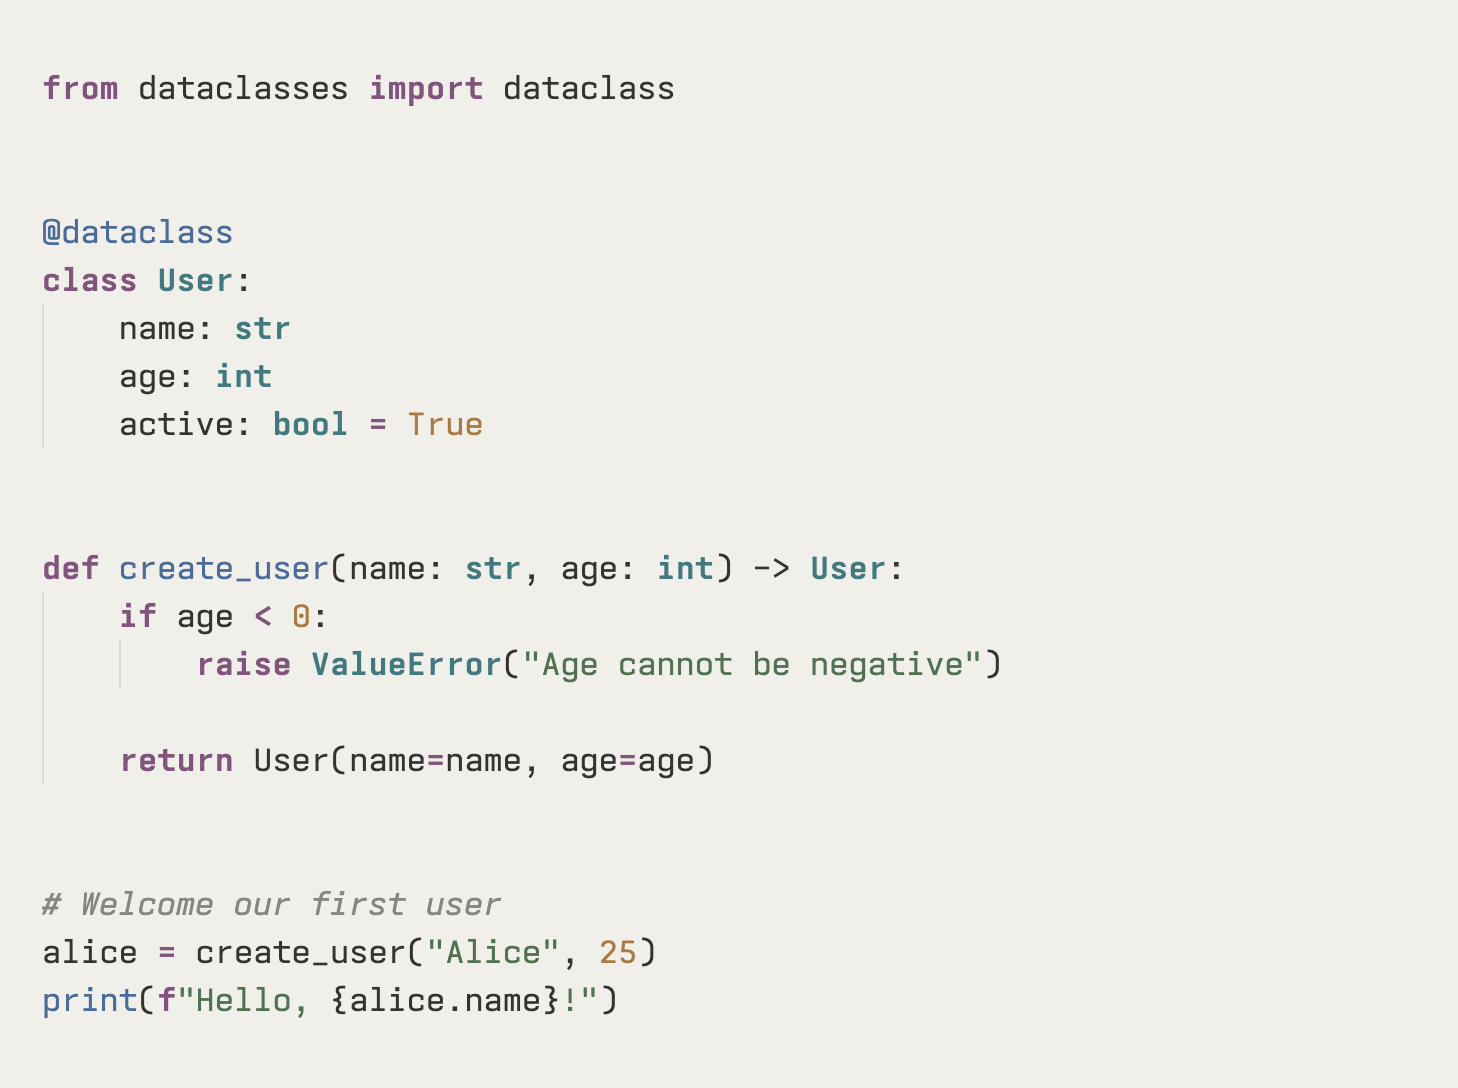 from dataclasses import dataclass
@dataclass
class User:
    name: str
    age: int
    active: bool = True
def create_user(name: str, age: int) -> User:
    if age < 0:
        raise ValueError("Age cannot be negative")
    return User(name=name, age=age)
# Welcome our first user
alice = create_user("Alice", 25)
print(f"Hello, {alice.name}!")